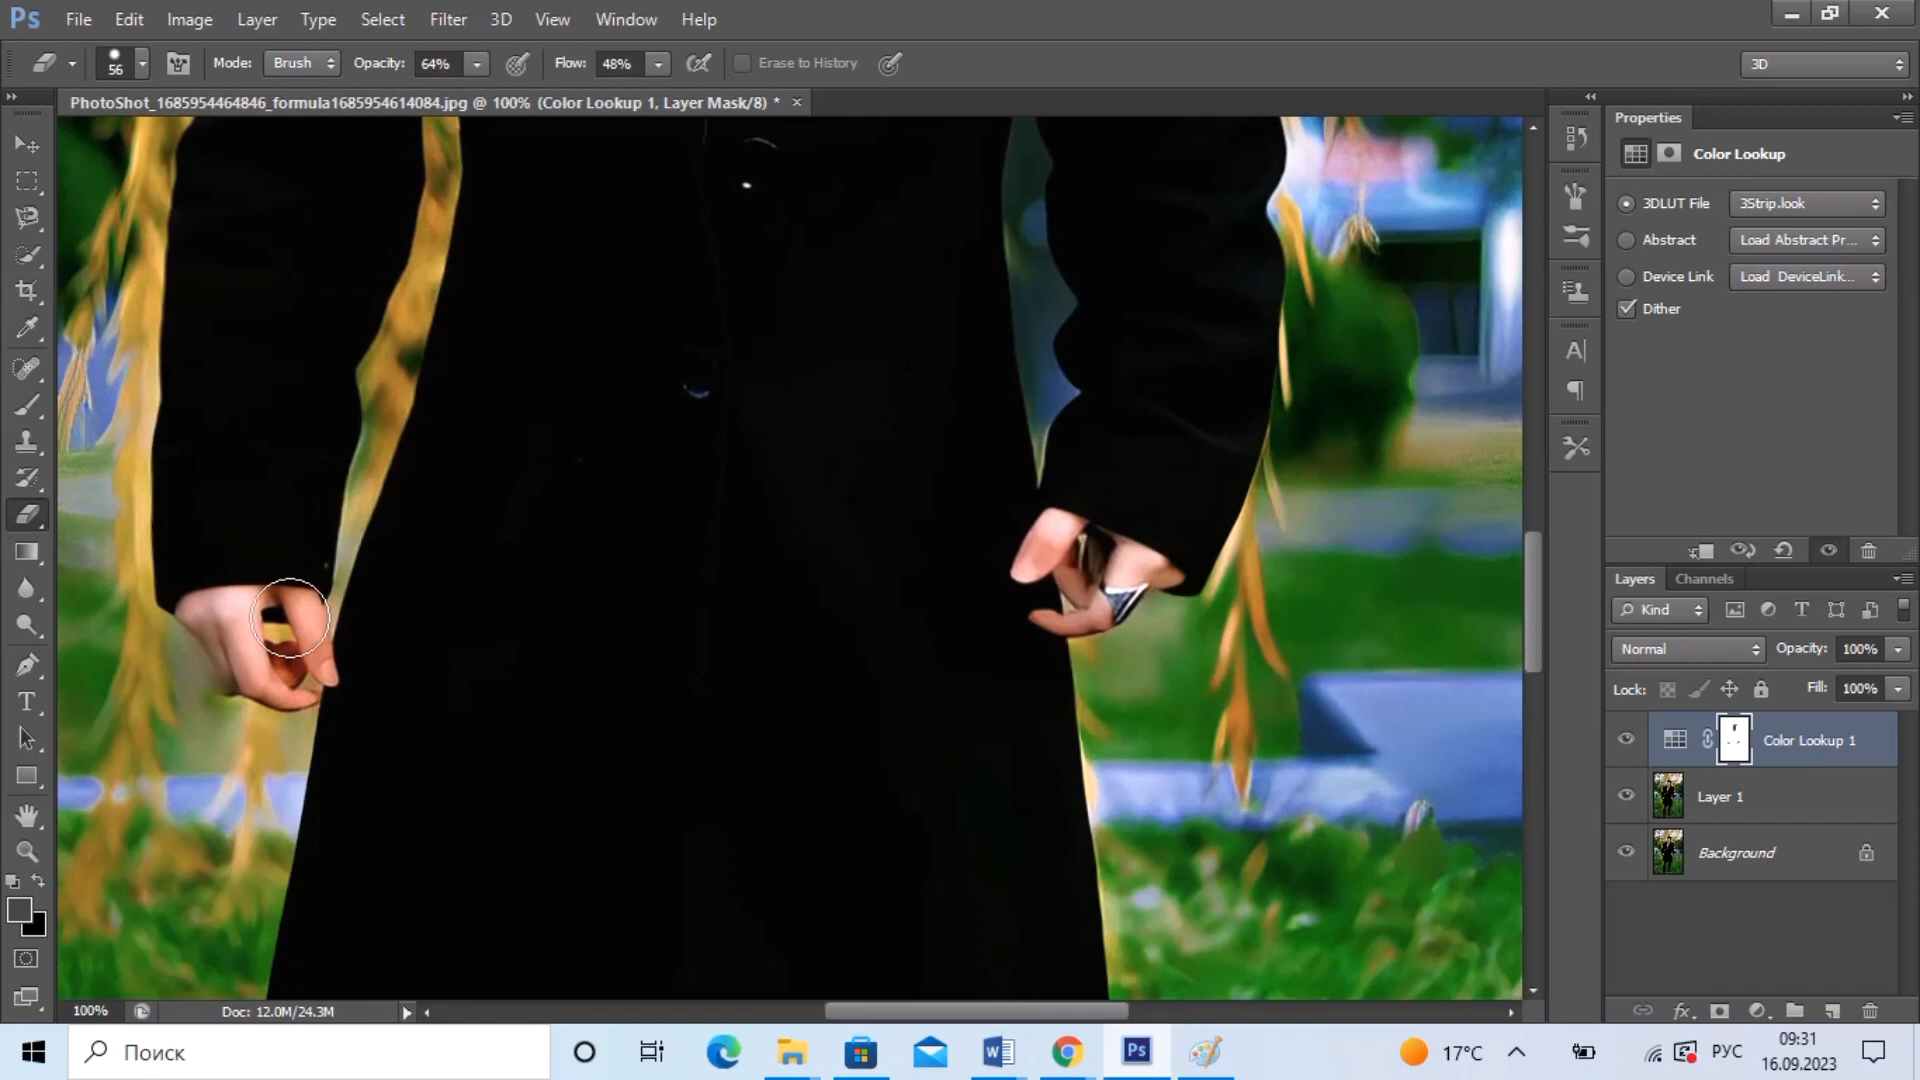 Ps File Edit Image Layer Type Select Filter 3D View Window Help
56 Mode: Brush Opacity: 64% Flow: 48% Erase to History 3D
PhotoShot_1685954464846_formula1685954614084.jpg @ 100% (Color Lookup 1, Layer Mask/8) *
Properties
Color Lookup
3DLUT File 3Strip.look
Abstract Load Abstract Pr...
Device Link Load DeviceLink...
Dither
Layers Channels
Kind
Normal Opacity: 100%
Lock: Fill: 100%
Color Lookup 1
Layer 1
Background
100% Doc: 12.0M/24.3M
Поиск
17°C РУС
09:31
16.09.2023